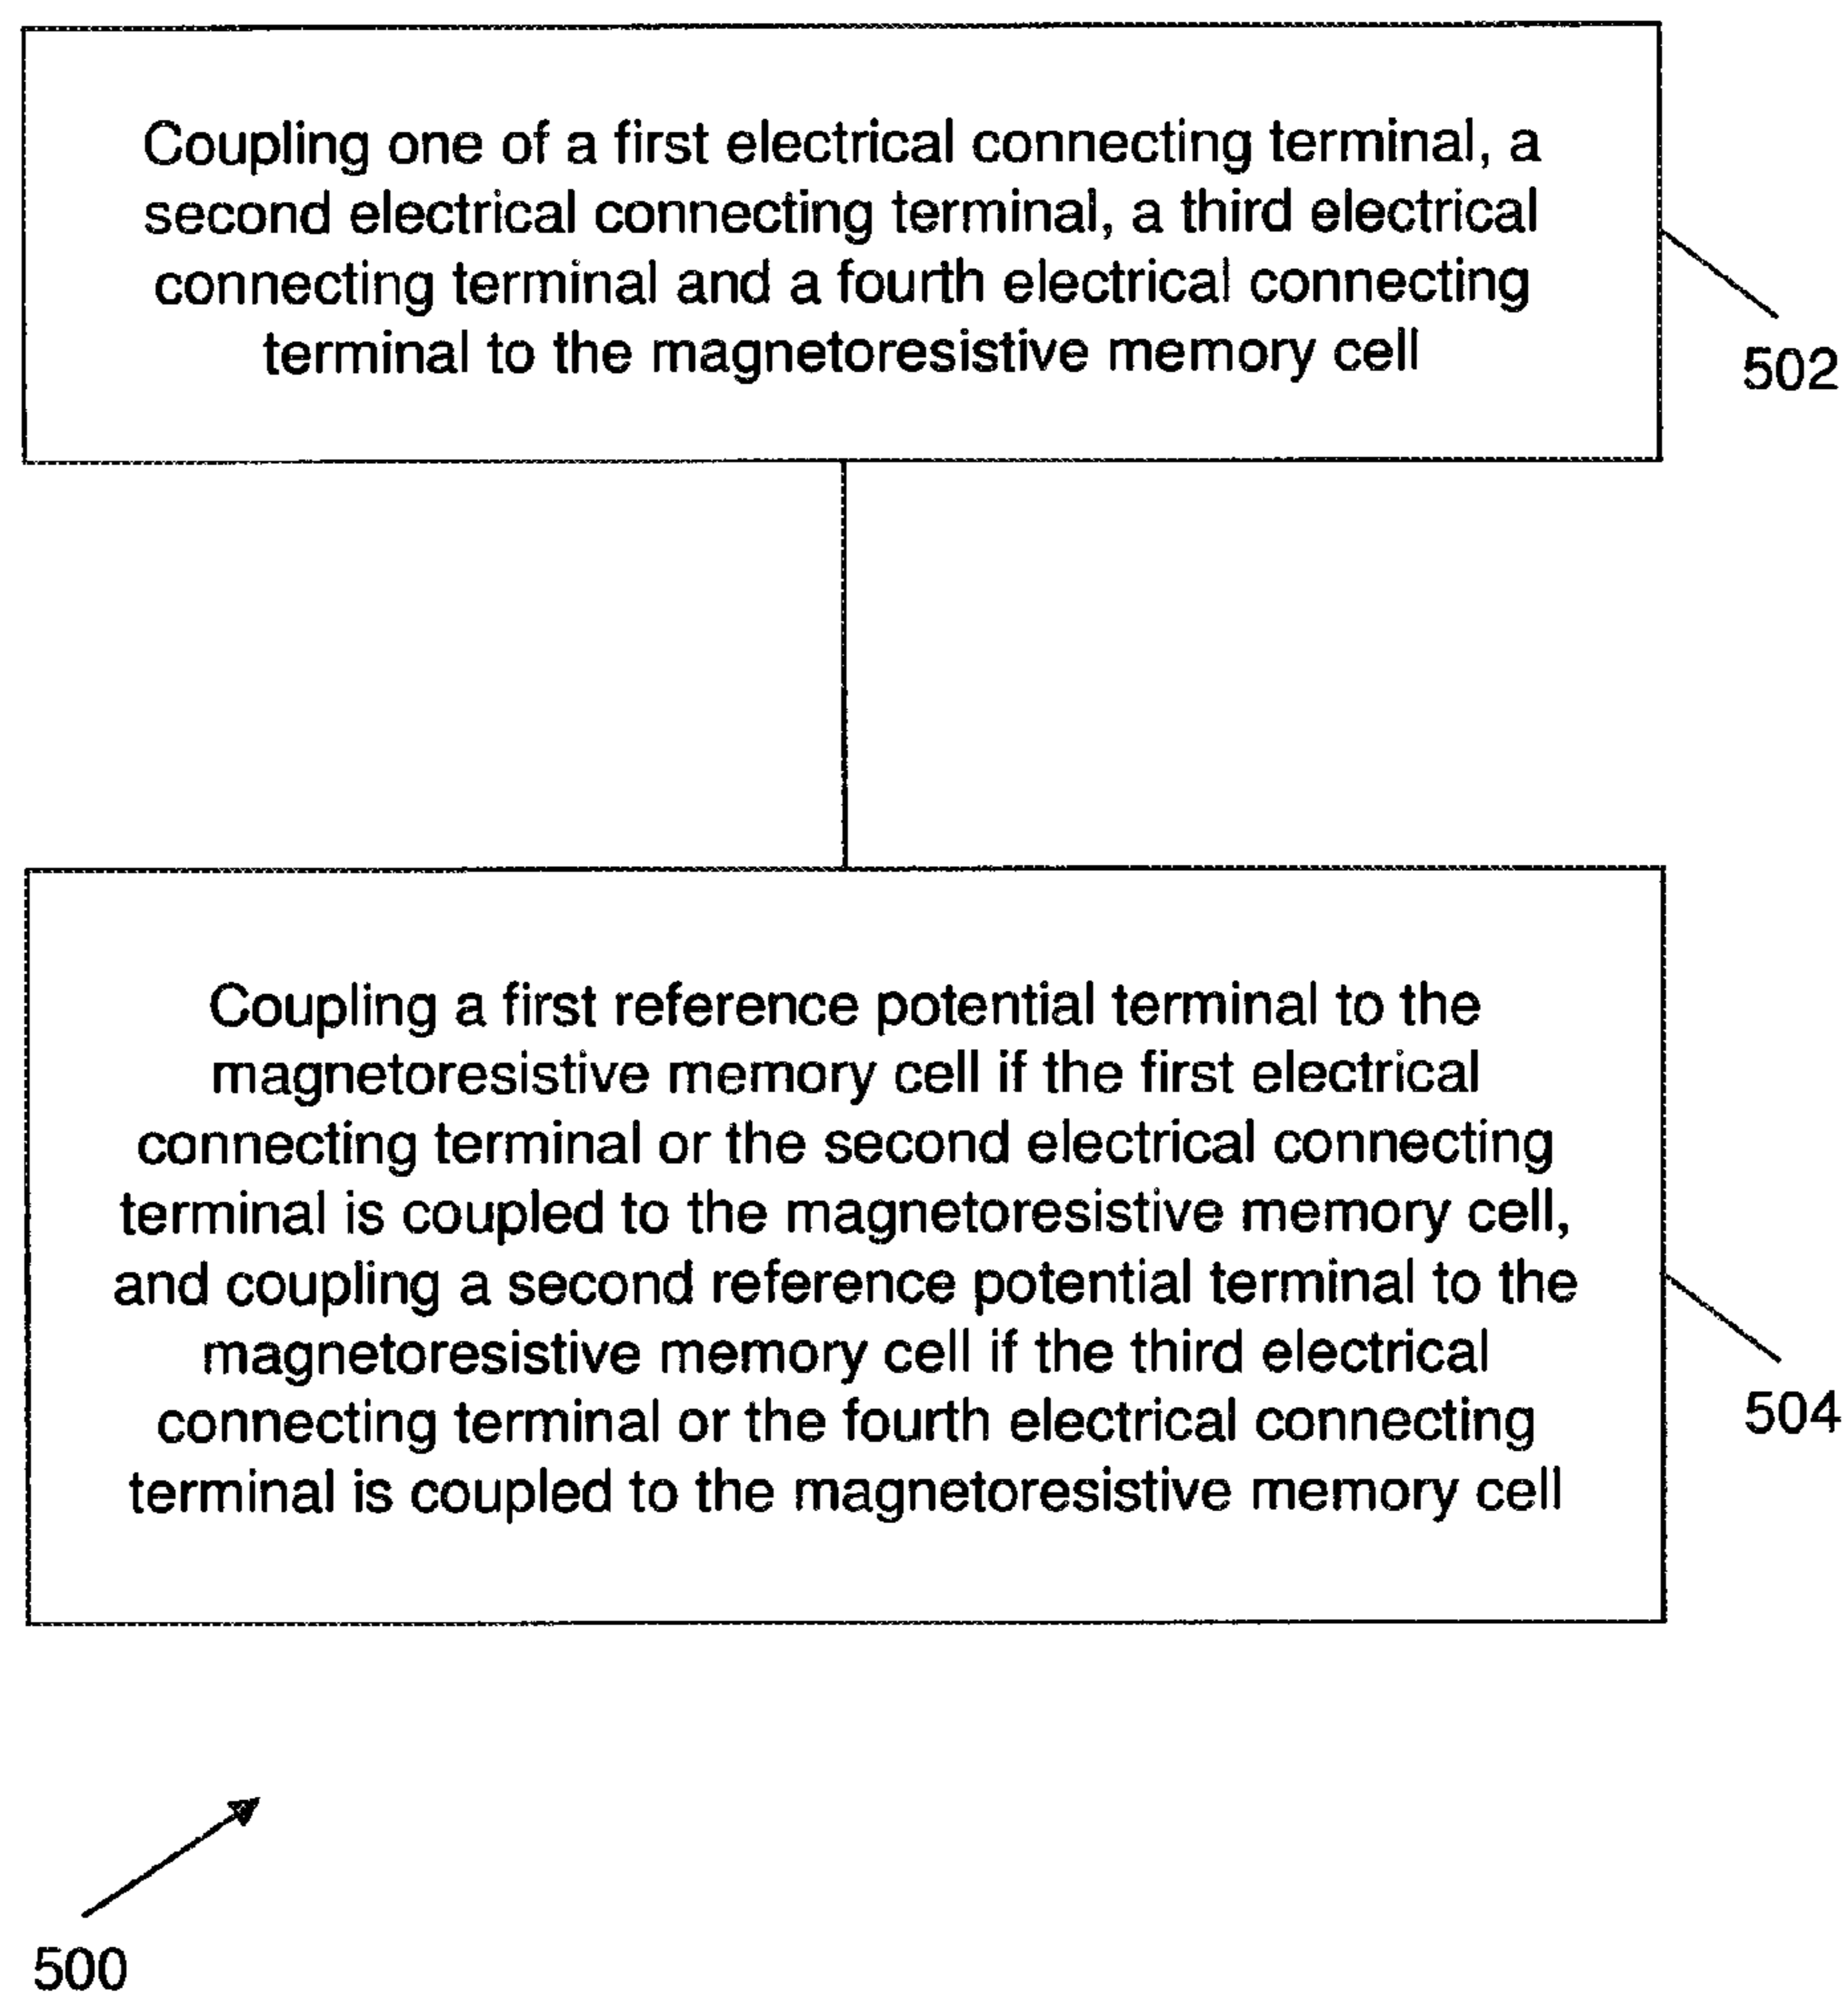 Coupling one of a first electrical connecting terminal, a
second electrical connecting terminal, a third electrical
connecting terminal and a fourth electrical connecting
terminal to the magnetoresistive memory cell
502
Coupling a first reference potential terminal to the
magnetoresistive memory cell if the first electrical
connecting terminal or the second electrical connecting
terminal is coupled to the magnetoresistive memory cell,
and coupling a second reference potential terminal to the
magnetoresistive memory cell if the third electrical
connecting terminal or the fourth electrical connecting
terminal is coupled to the magnetoresistive memory cell
504
500